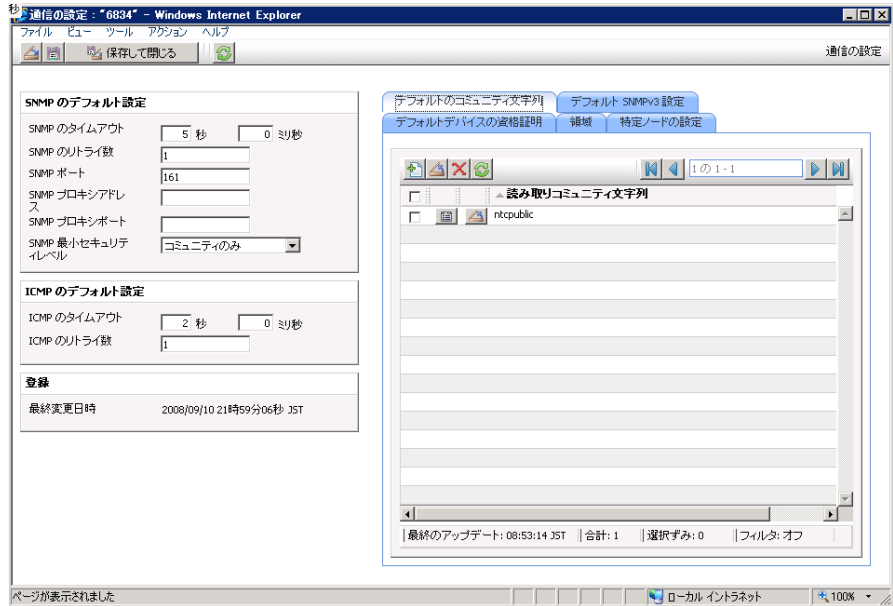 秒
通信の設定 : "6834" - Windows Internet Explorer
ファイル ビュー ツール アクション ヘルプ
保存して閉じる
通信の設定
SNMP のデフォルト設定
SNMP のタイムアウト 5 秒 0 ミリ秒
SNMP のリトライ数 1
SNMP ポート 161
SNMP プロキシアドレ
ス
SNMP プロキシポート
SNMP 最小セキュリテ
ィレベル
コミュニティのみ
ICMP のデフォルト設定
ICMP のタイムアウト 2 秒 0 ミリ秒
ICMP のリトライ数 1
登録
最終変更日時 2008/09/10 21時59分06秒 JST
デフォルトのコミュニティ文字列 デフォルト SNMPv3 設定
デフォルトデバイスの資格証明 領域 特定ノードの設定
1 の 1 - 1
読み取りコミュニティ文字列
ntcpublic
最終のアップデート: 08:53:14 JST 合計: 1 選択ずみ: 0 フィルタ: オフ
ページが表示されました
ローカル イントラネット
100%